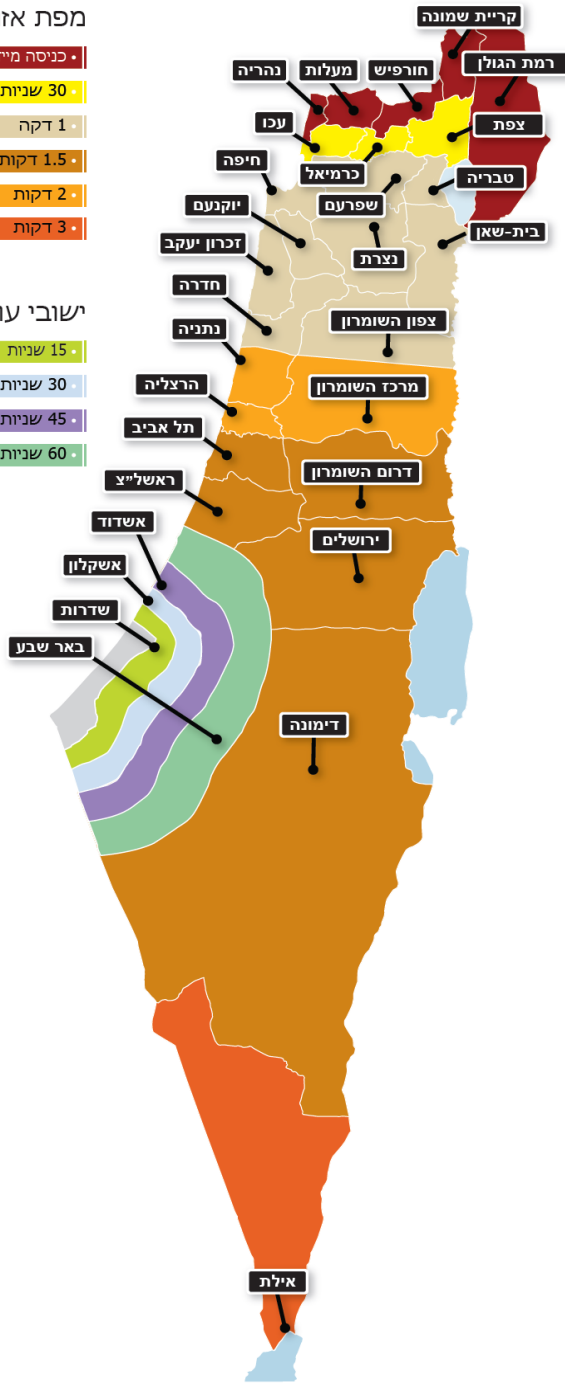 מפת אז
• כניסה מייד
• 30 שניות
• 1 דקה
• 1.5 דקות
• 2 דקות
• 3 דקות
ישובי עו
• 15 שניות
• 30 שניות
• 45 שניות
• 60 שניות
קריית שמונה
רמת הגולן
חורפיש
מעלות
נהריה
צפת
עכו
כרמיאל
חיפה
טבריה
שפרעם
יוקנעם
בית-שאן
זכרון יעקב
נצרת
חדרה
צפון השומרון
נתניה
הרצליה
מרכז השומרון
תל אביב
דרום השומרון
ראשל״צ
אשדוד
ירושלים
אשקלון
שדרות
באר שבע
דימונה
אילת